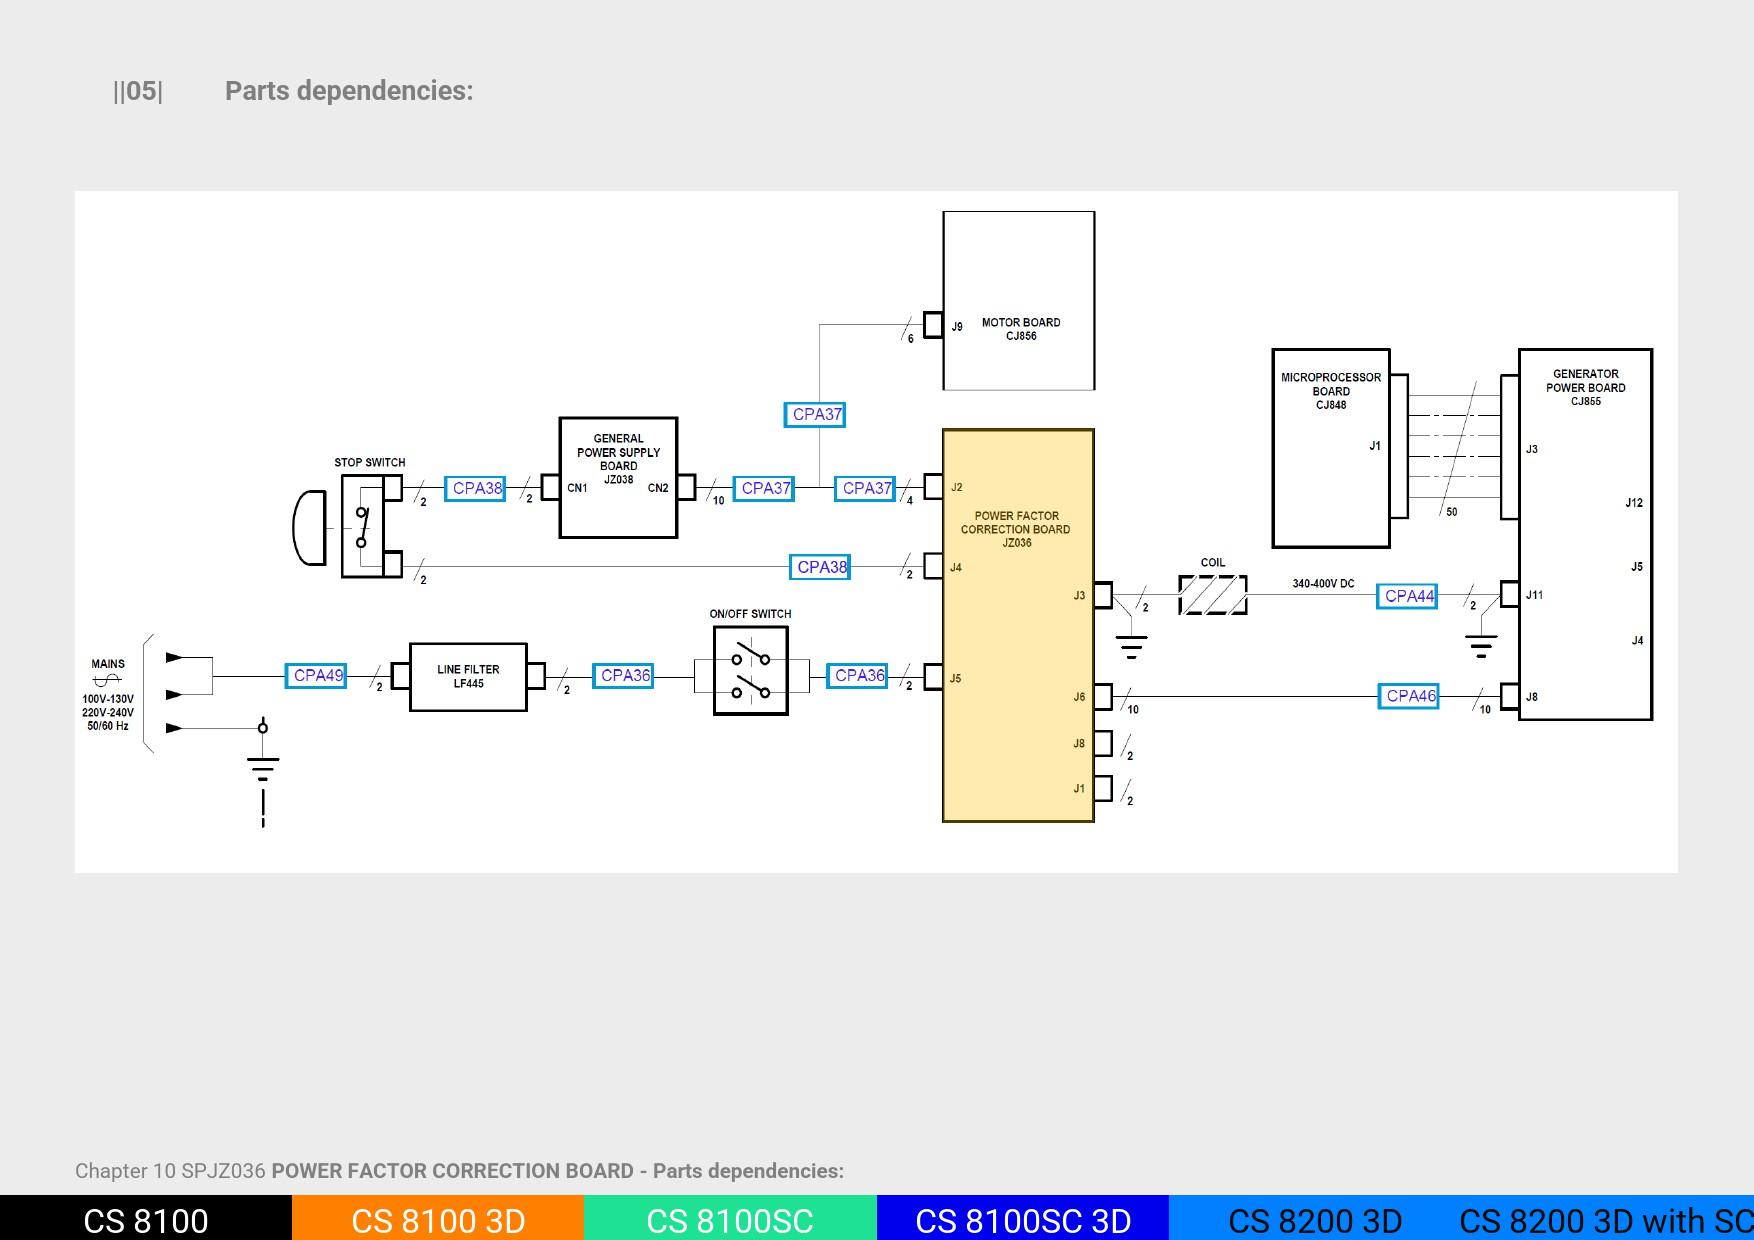 ||05| Parts dependencies:
J9 MOTOR BOARD
CJ856
6
CPA37
MICROPROCESSOR
BOARD
CJ848
J1
50
GENERATOR
POWER BOARD
CJ855
J3
J12
J5
J11
J4
J8
STOP SWITCH
2
CPA38
2
GENERAL
POWER SUPPLY
BOARD
JZ038
CN1 CN2
10
CPA37
CPA37
4
J2
POWER FACTOR
CORRECTION BOARD
JZ036
2
CPA38
2
J4
J3
2
COIL
340-400V DC
CPA44
2
ON/OFF SWITCH
MAINS
100V-130V
220V-240V
50/60 Hz
CPA49
2
LINE FILTER
LF445
2
CPA36
CPA36
2
J5
J6
10
CPA46
10
J8
2
J1
2
Chapter 10 SPJZ036 POWER FACTOR CORRECTION BOARD - Parts dependencies:
CS 8100 CS 8100 3D CS 8100SC CS 8100SC 3D CS 8200 3D CS 8200 3D with SC